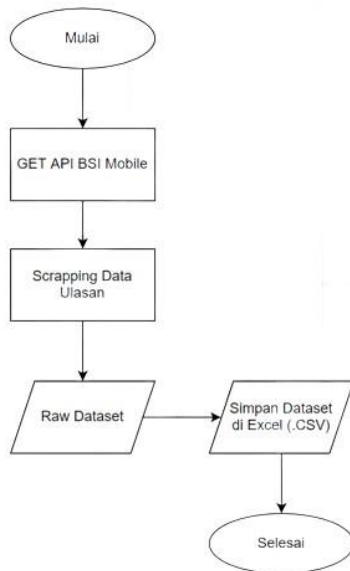 Mulai
GET API BSI Mobile
Scrapping Data
Ulasan
Raw Dataset
Simpan Dataset
di Excel (.CSV)
Selesai